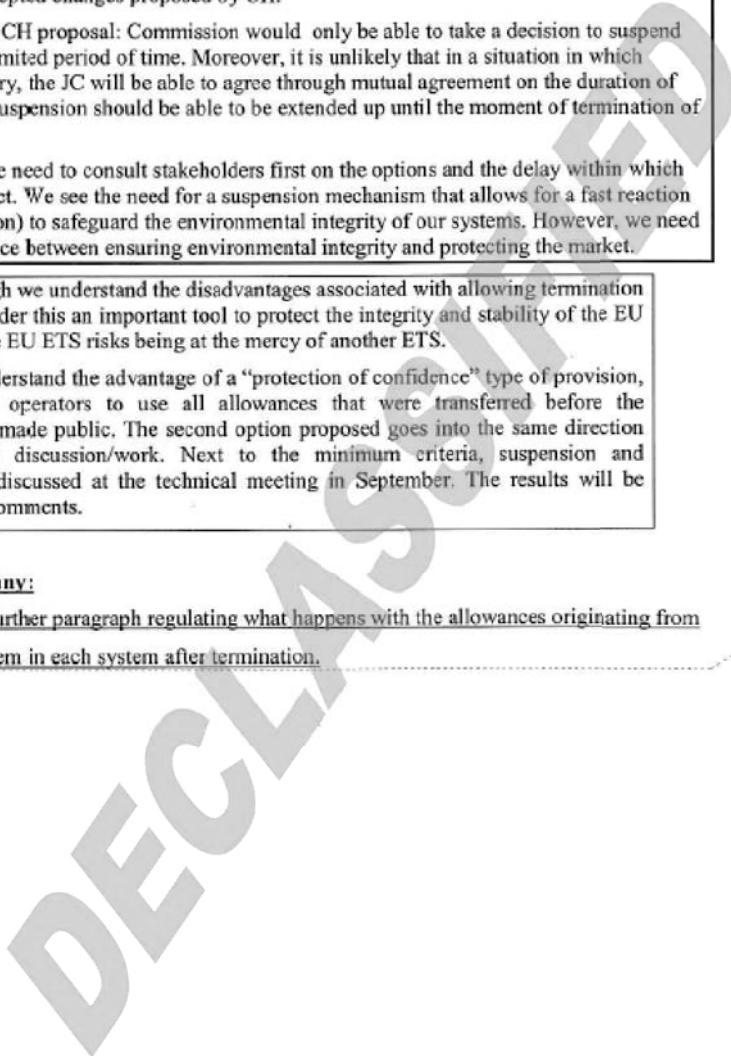 CH proposal: Commission would only be able to take a decision to suspend
mited period of time. Moreover, it is unlikely that in a situation in which
ry, the JC will be able to agree through mutual agreement on the duration of
uspension should be able to be extended up until the moment of termination of
e need to consult stakeholders first on the options and the delay within which
ct. We see the need for a suspension mechanism that allows for a fast reaction
on) to safeguard the environmental integrity of our systems. However, we need
ce between ensuring environmental integrity and protecting the market.
h we understand the disadvantages associated with allowing termination
der this an important tool to protect the integrity and stability of the EU
e EU ETS risks being at the mercy of another ETS.
derstand the advantage of a “protection of confidence” type of provision,
operators to use all allowances that were transferred before the
made public. The second option proposed goes into the same direction
discussion/work. Next to the minimum criteria, suspension and
discussed at the technical meeting in September. The results will be
omments.
any:
urther paragraph regulating what happens with the allowances originating from
em in each system after termination.
DECLASSIFIED